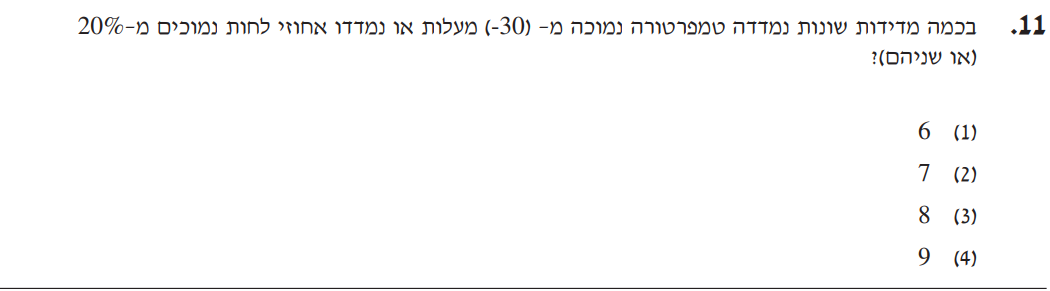 11. בכמה מדידות שונות נמדדה טמפרטורה נמוכה מ- (30-) מעלות או נמדדו אחוזי לחות נמוכים מ-20%
(או שניהם)?
(1) 6
(2) 7
(3) 8
(4) 9